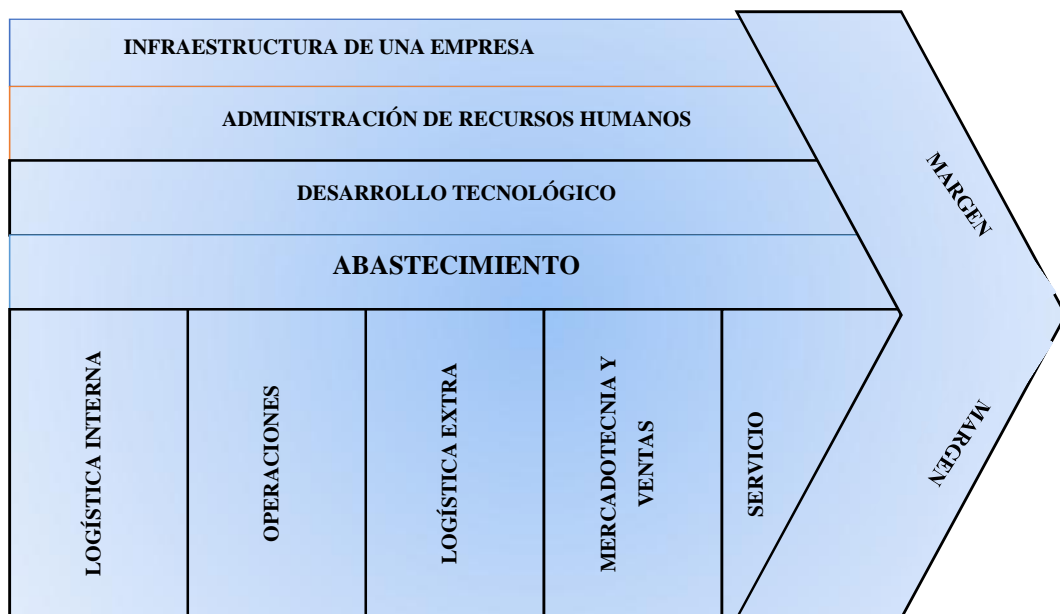 INFRAESTRUCTURA DE UNA EMPRESA
ADMINISTRACIÓN DE RECURSOS HUMANOS
DESARROLLO TECNOLÓGICO
ABASTECIMIENTO
MARGEN
LOGÍSTICA INTERNA
OPERACIONES
LOGÍSTICA EXTRA
MERCADOTECNIA Y
VENTAS
SERVICIO
MARGEN